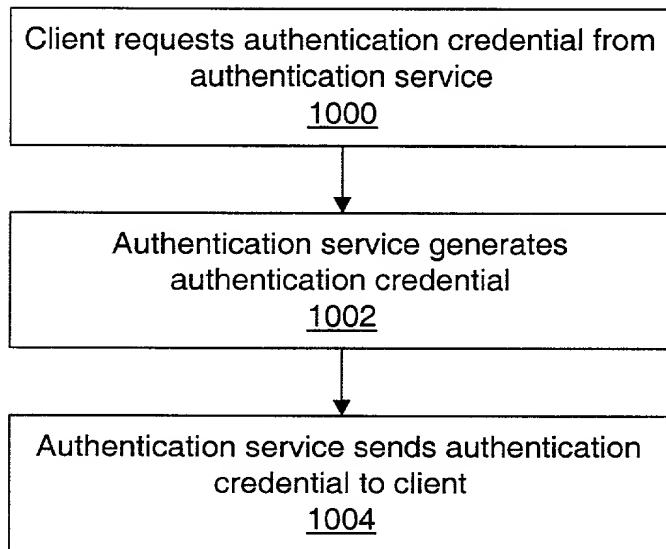 Client requests authentication credential from
authentication service
1000
Authentication service generates
authentication credential
1002
Authentication service sends authentication
credential to client
1004